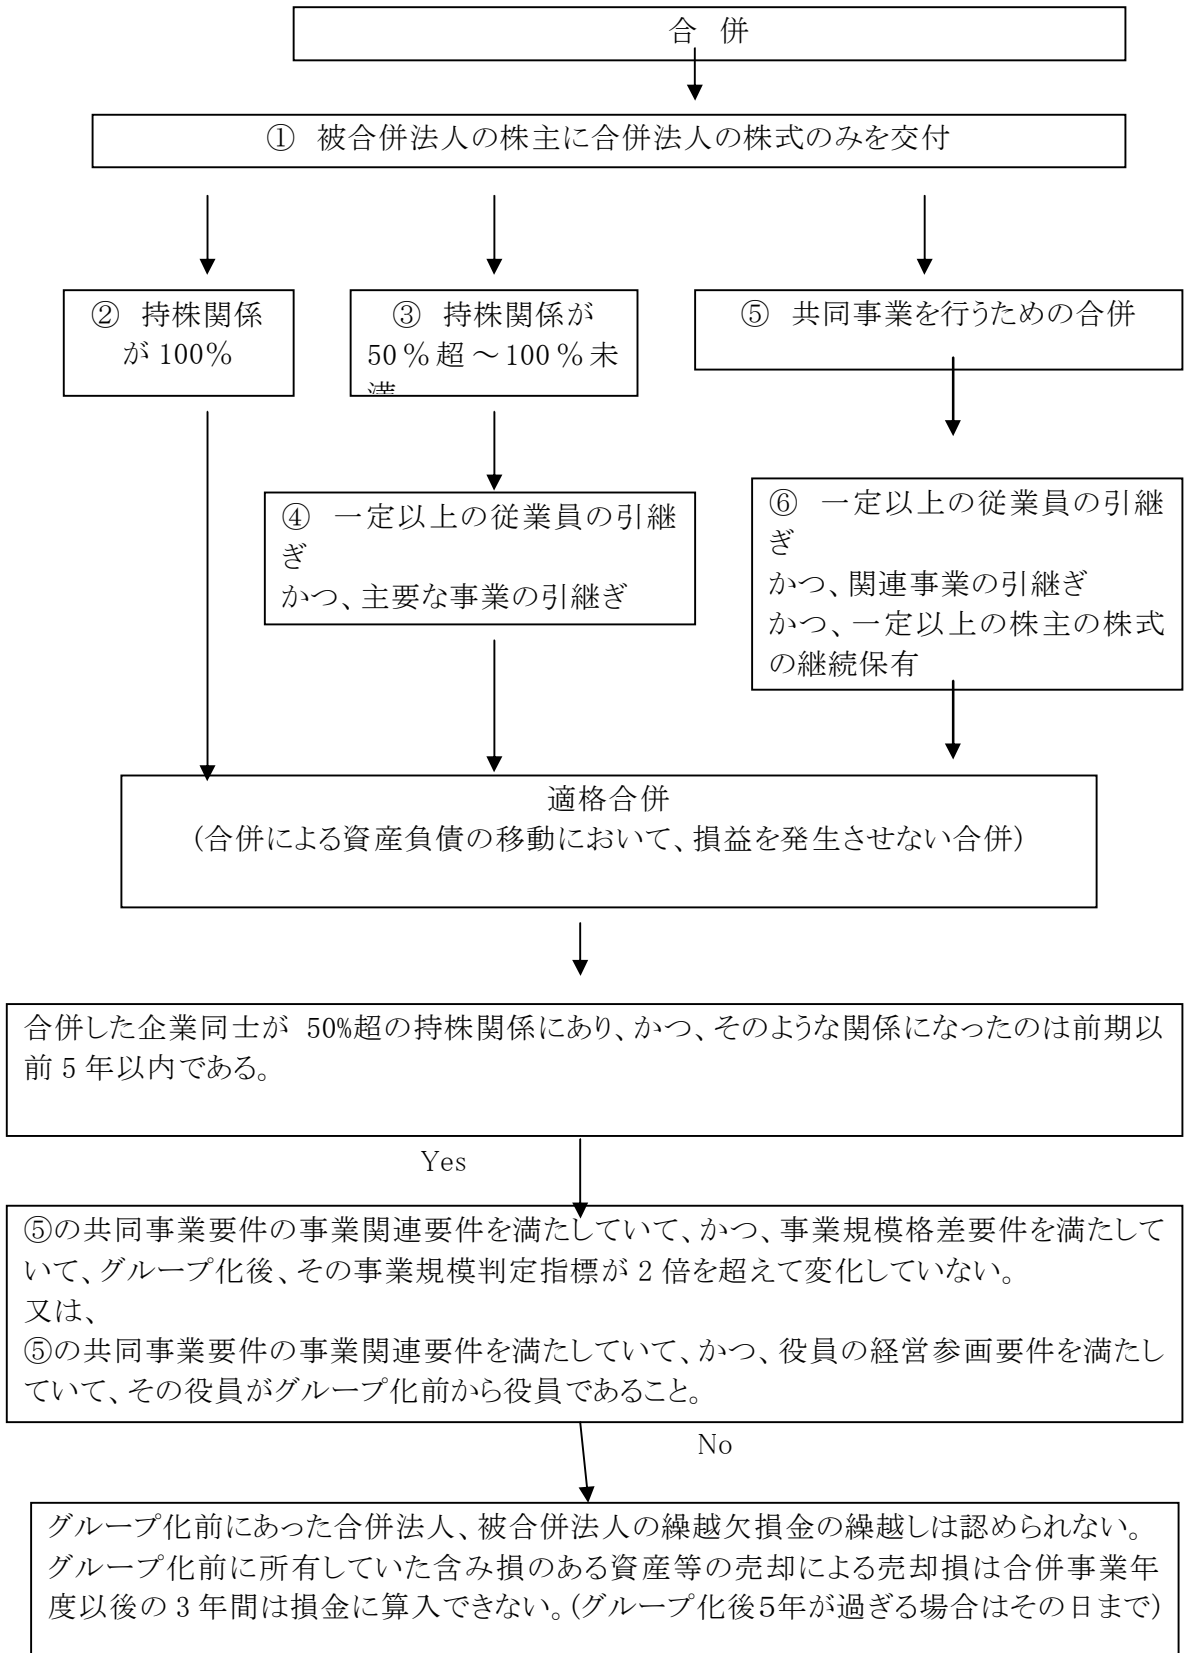 合 併
① 被合併法人の株主に合併法人の株式のみを交付
② 持株関係
が 100%
③ 持株関係が
50%超～100%未
満
⑤ 共同事業を行うための合併
④ 一定以上の従業員の引継
ぎ
かつ、主要な事業の引継ぎ
⑥ 一定以上の従業員の引継
ぎ
かつ、関連事業の引継ぎ
かつ、一定以上の株主の株式
の継続保有
適格合併
(合併による資産負債の移動において、損益を発生させない合併)
合併した企業同士が 50%超の持株関係にあり、かつ、そのような関係になったのは前期以
前 5 年以内である。
Yes
⑤の共同事業要件の事業関連要件を満たしていて、かつ、事業規模格差要件を満たして
いて、グループ化後、その事業規模判定指標が 2 倍を超えて変化していない。
又は、
⑤の共同事業要件の事業関連要件を満たしていて、かつ、役員の経営参画要件を満たし
ていて、その役員がグループ化前から役員であること。
No
グループ化前にあった合併法人、被合併法人の繰越欠損金の繰越しは認められない。
グループ化前に所有していた含み損のある資産等の売却による売却損は合併事業年
度以後の 3 年間は損金に算入できない。(グループ化後5年が過ぎる場合はその日まで)